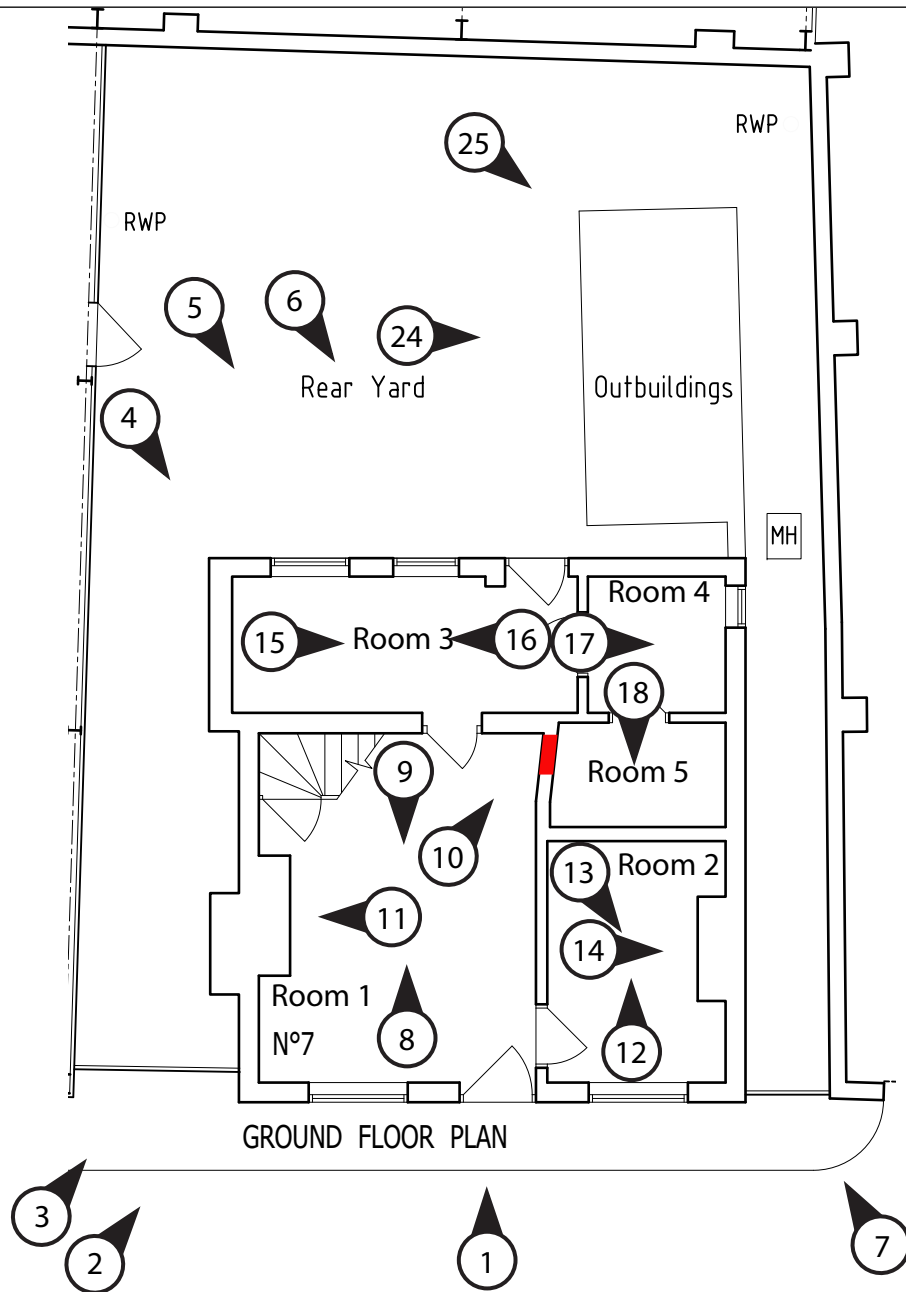 RWP
25
RWP
5
6
24
Rear Yard
Outbuildings
4
MH
Room 4
15
Room 3
16
17
18
9
Room 5
10
13
Room 2
11
14
Room 1
Nº7
8
12
GROUND FLOOR PLAN
3
2
1
7